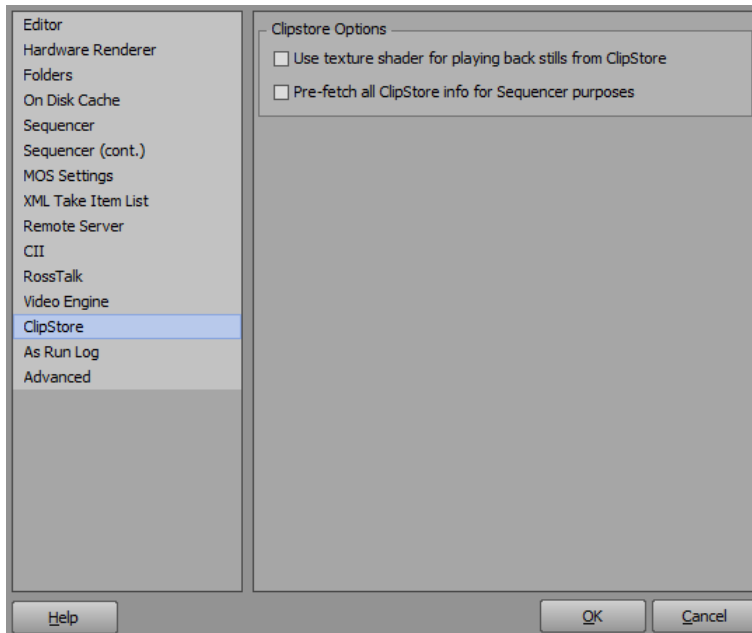 Editor
Hardware Renderer
Folders
On Disk Cache
Sequencer
Sequencer (cont.)
MOS Settings
XML Take Item List
Remote Server
CII
RossTalk
Video Engine
ClipStore
As Run Log
Advanced
Clipstore Options
Use texture shader for playing back stills from ClipStore
Pre-fetch all ClipStore info for Sequencer purposes
Help
OK
Cancel